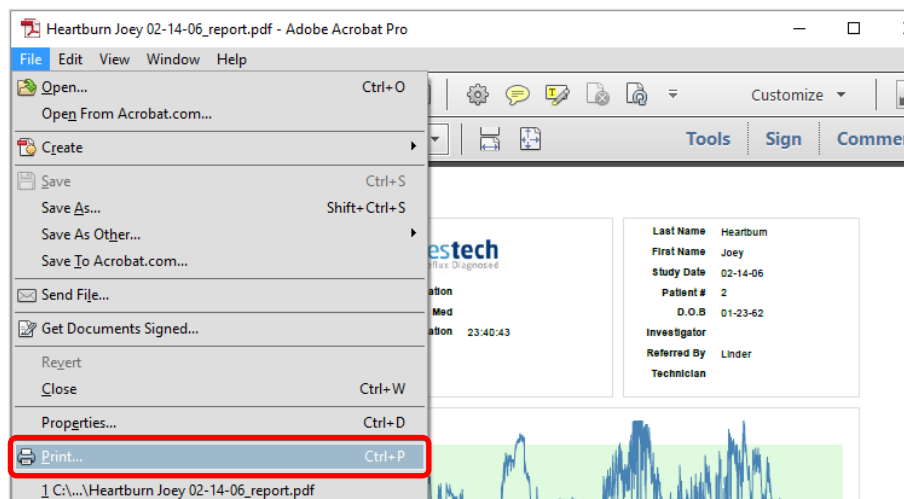 Heartburn Joey 02-14-06_report.pdf - Adobe Acrobat Pro
File Edit View Window Help
Open... Ctrl+O
Open From Acrobat.com...
Create
Save Ctrl+S
Save As... Shift+Ctrl+S
Save As Other...
Save To Acrobat.com...
Send File...
Get Documents Signed...
Revert
Close Ctrl+W
Properties... Ctrl+D
Print... Ctrl+P
1 C:\...\Heartburn Joey 02-14-06_report.pdf
Customize
Tools Sign Comme
estech
eflux Diagnosed
ation
Med
ation 23:40:43
Last Name Heartburn
First Name Joey
Study Date 02-14-06
Patient # 2
D.O.B 01-23-62
Investigator
Referred By Linder
Technician